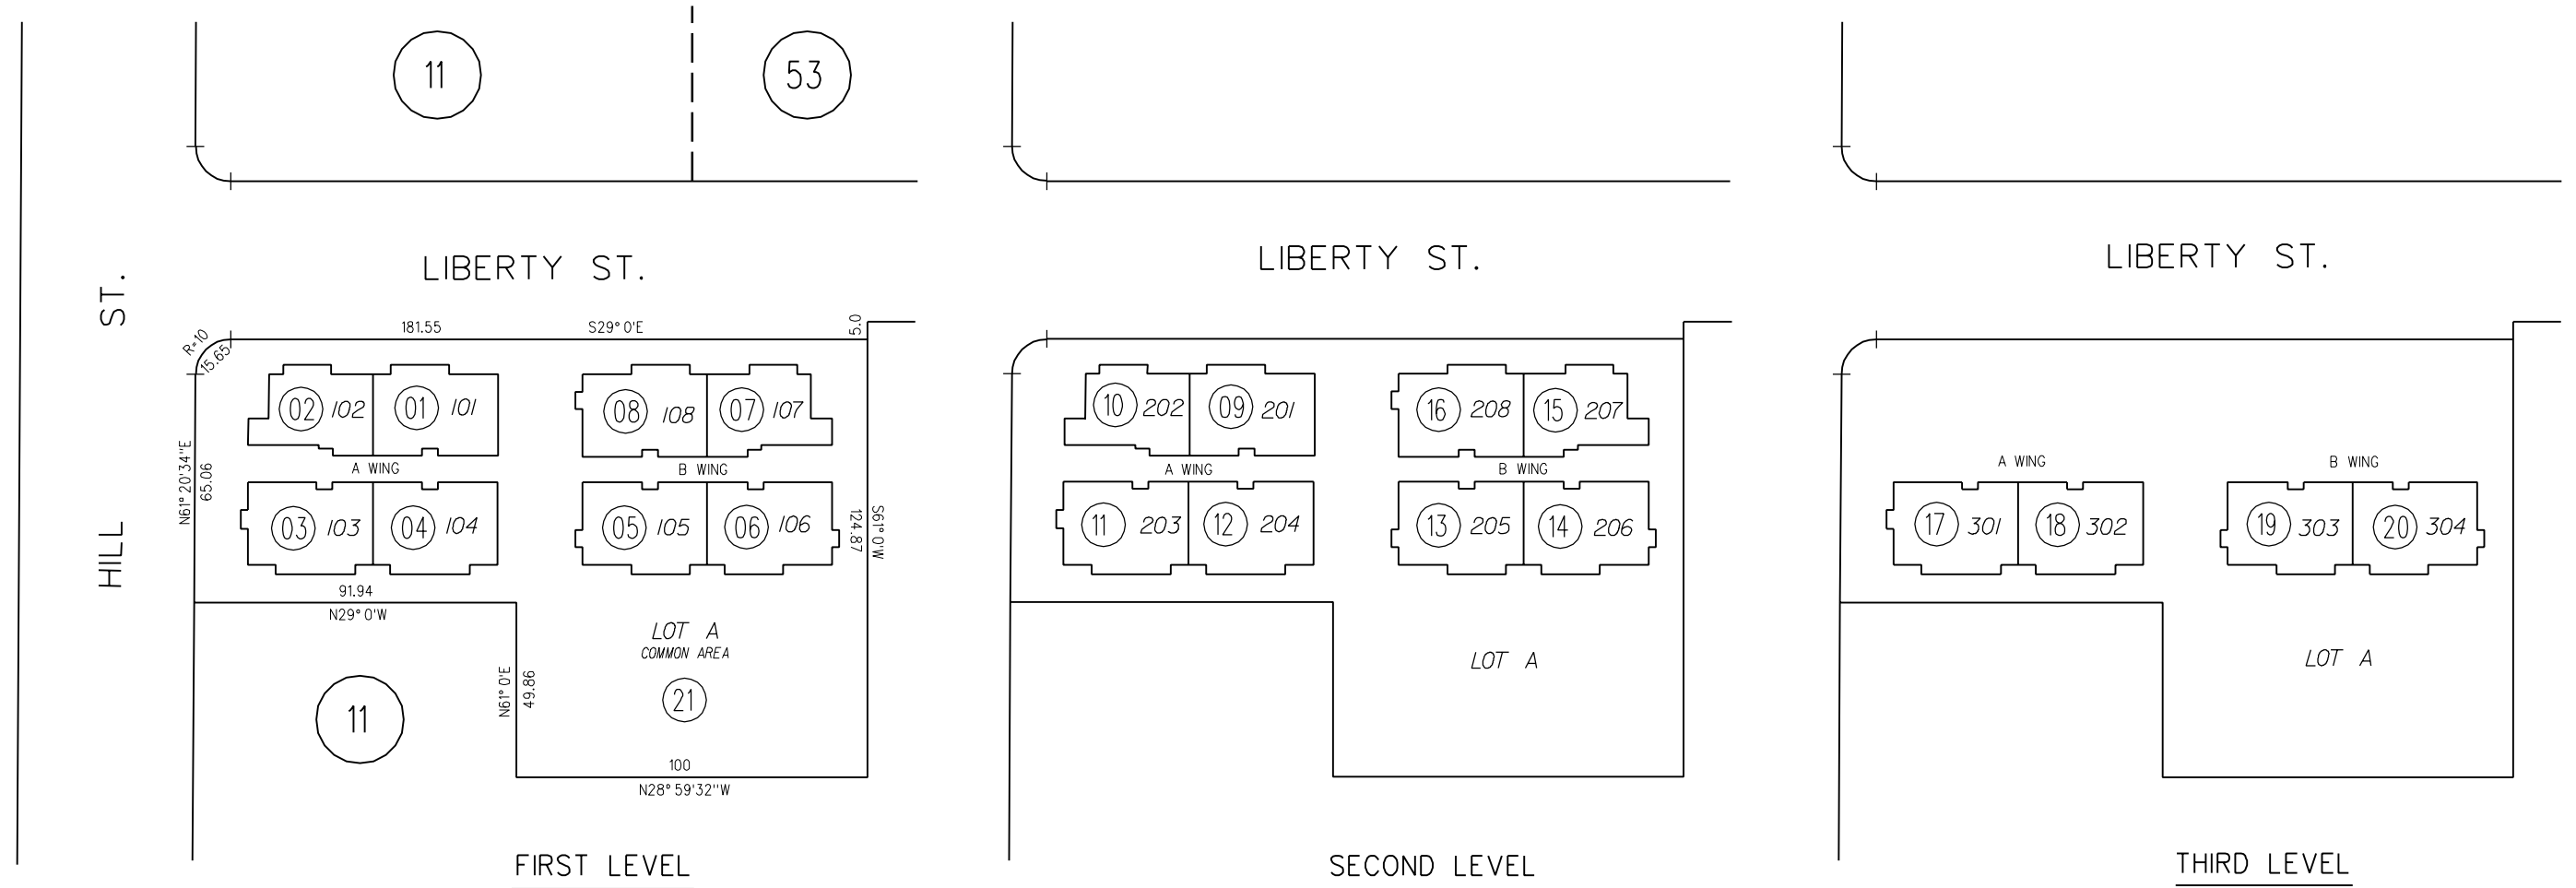 11
53
LIBERTY ST.
LIBERTY ST.
LIBERTY ST.
HILL ST.
181.55
S29° 0'E
5.0
R=10
15.65
02 102
01 101
08 108
07 107
10 202
09 201
16 208
15 207
N61° 20'34"E
65.06
A WING
B WING
A WING
B WING
A WING
B WING
03 103
04 104
05 105
06 106
S61° 0'W
124.87
11 203
12 204
13 205
14 206
17 301
18 302
19 303
20 304
91.94
N29° 0'W
LOT A
COMMON AREA
21
LOT A
LOT A
N61° 0'E
49.86
11
100
N28° 59'32"W
FIRST LEVEL
SECOND LEVEL
THIRD LEVEL